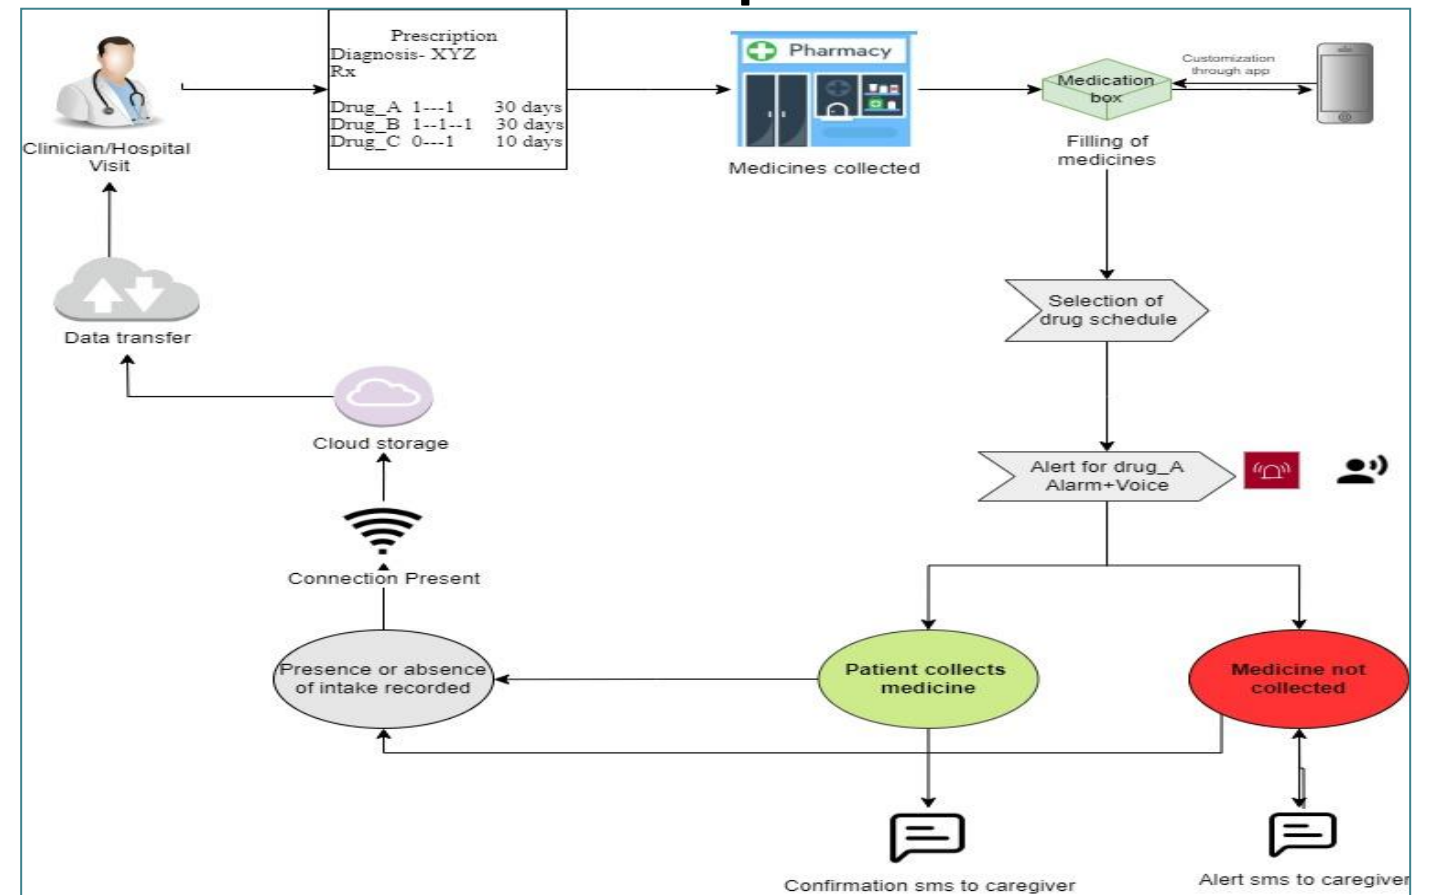 Prescription
Diagnosis- XYZ
Rx
Drug_A 1---1 30 days
Drug_B 1--1--1 30 days
Drug_C 0---1 10 days
Clinician/Hospital
Visit
Pharmacy
Medicines collected
Medication
box
Customization
through app
Filling of
medicines
Selection of
drug schedule
Data transfer
Cloud storage
Alert for drug_A
Alarm+Voice
Connection Present
Presence or absence
of intake recorded
Patient collects
medicine
Medicine not
collected
Confirmation sms to caregiver
Alert sms to caregiver